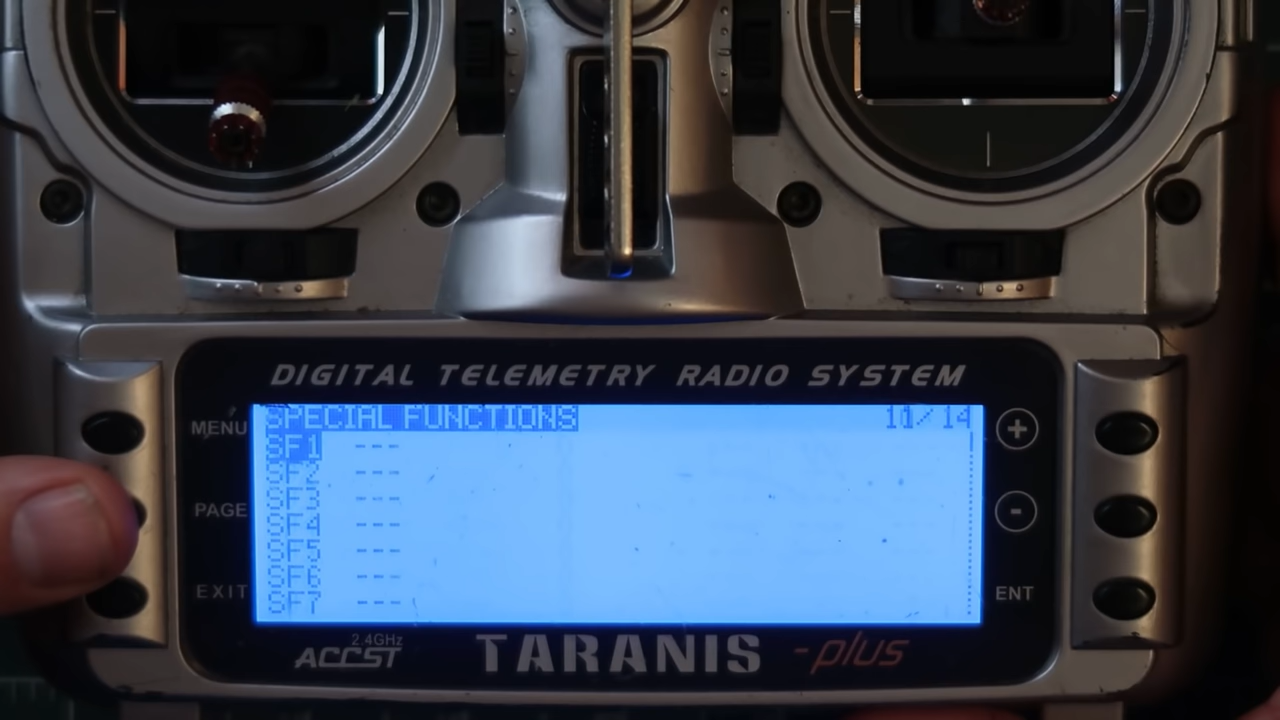 DIGITAL TELEMETRY RADIO SYSTEM
MENU
SPECIAL FUNCTIONS 11/14
+
SF1 ---
SF2 ---
SF3 ---
PAGE
-
SF4 ---
SF5 ---
SF6 ---
EXIT
ENT
SF7 ---
2.4GHz
ACCST
TARANIS -plus